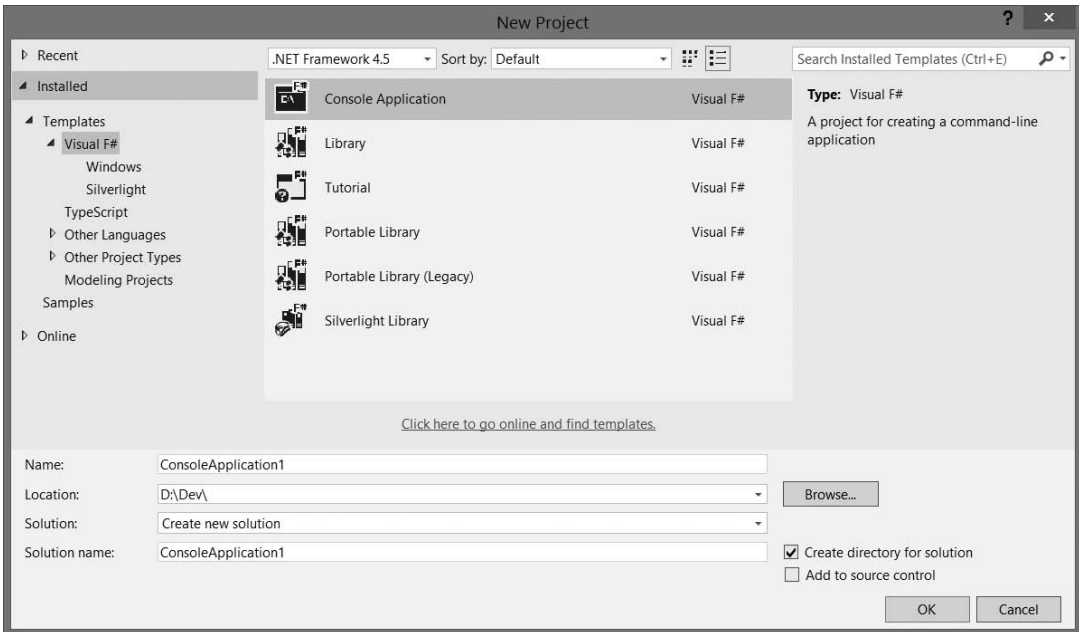 New Project
?
×
Recent
Installed
Templates
Visual F#
Windows
Silverlight
TypeScript
Other Languages
Other Project Types
Modeling Projects
Samples
Online
.NET Framework 4.5
Sort by: Default
Console Application Visual F#
Library Visual F#
Tutorial Visual F#
Portable Library Visual F#
Portable Library (Legacy) Visual F#
Silverlight Library Visual F#
Click here to go online and find templates.
Search Installed Templates (Ctrl+E)
Type: Visual F#
A project for creating a command-line
application
Name: ConsoleApplication1
Location: D:\Dev\
Browse...
Solution: Create new solution
Solution name: ConsoleApplication1
Create directory for solution
Add to source control
OK
Cancel